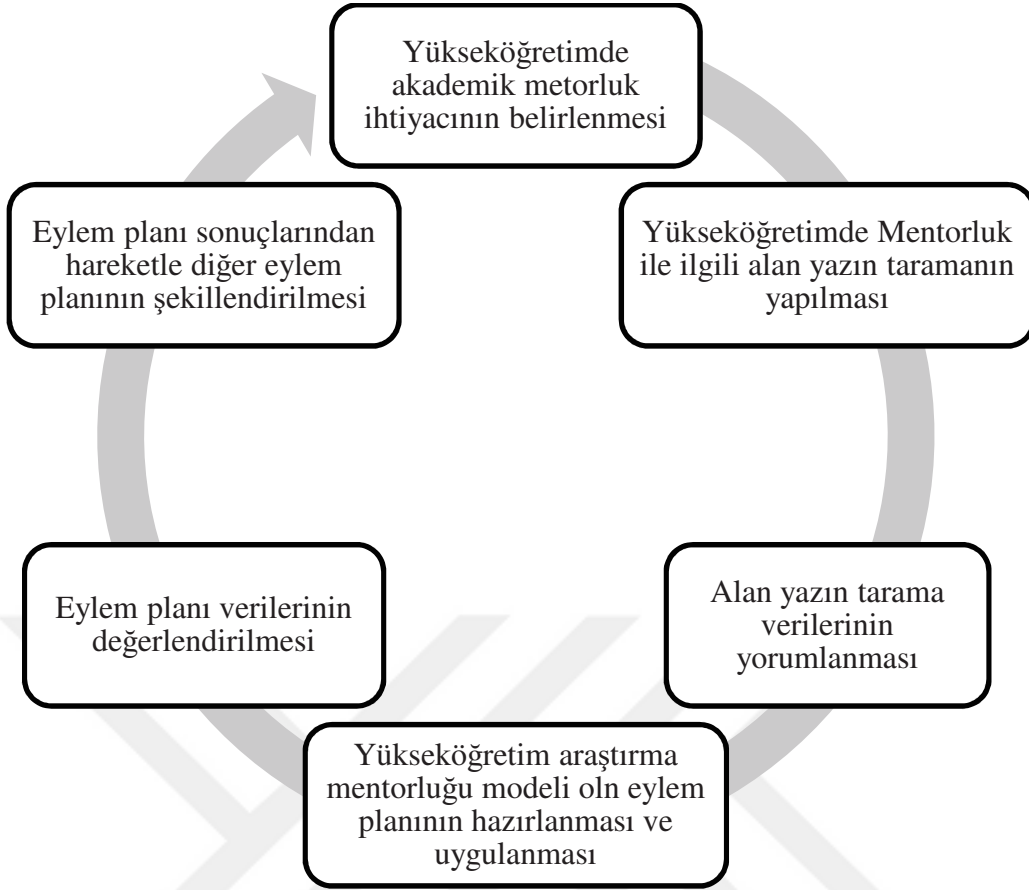 Yükseköğretimde
akademik metorluk
ihtiyacının belirlenmesi
Yükseköğretimde Mentorluk
ile ilgili alan yazın taramanın
yapılması
Alan yazın tarama
verilerinin
yorumlanması
Yükseköğretim araştırma
mentorluğu modeli oln eylem
planının hazırlanması ve
uygulanması
Eylem planı verilerinin
değerlendirilmesi
Eylem planı sonuçlarından
hareketle diğer eylem
planının şekillendirilmesi